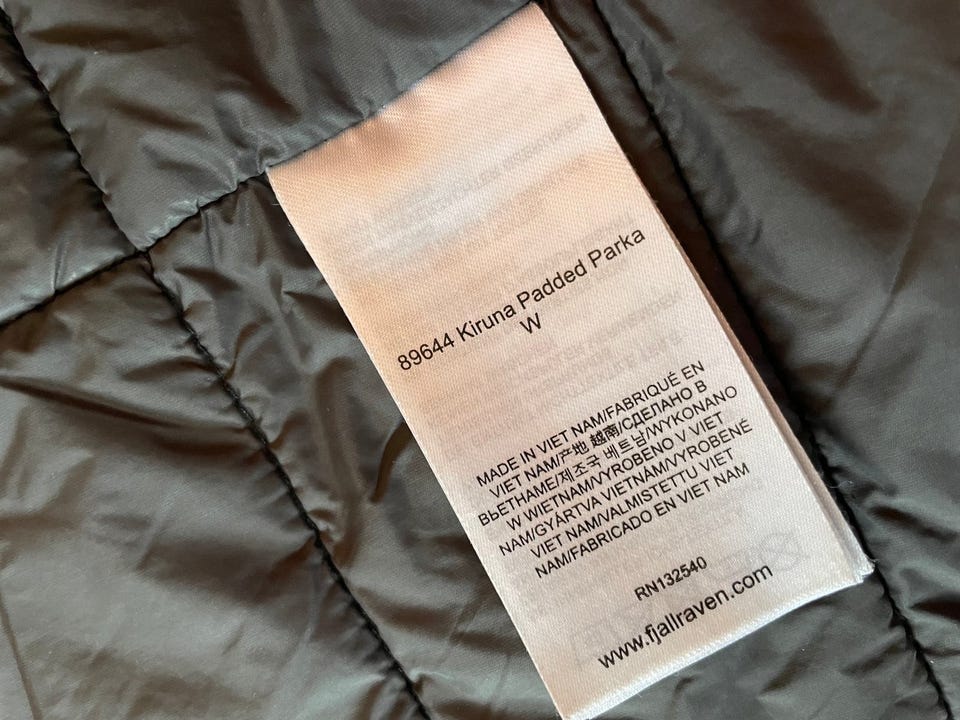 89644 Kiruna Padded Parka
W
MADE IN VIET NAM/FABRIQUÉ EN
VIET NAM/产地 越南/СДЕЛАНО В
ВЬЕТНАМЕ/제조국 베트남/WYKONANO
W WIETNAM/VYROBENO V VIET
NAM/GYÁRTVA VIETNÁM/VYROBENÉ
VIET NAM/VALMISTETTU VIET
NAM/FABRICADO EN VIET NAM
RN132540
www.fjallraven.com